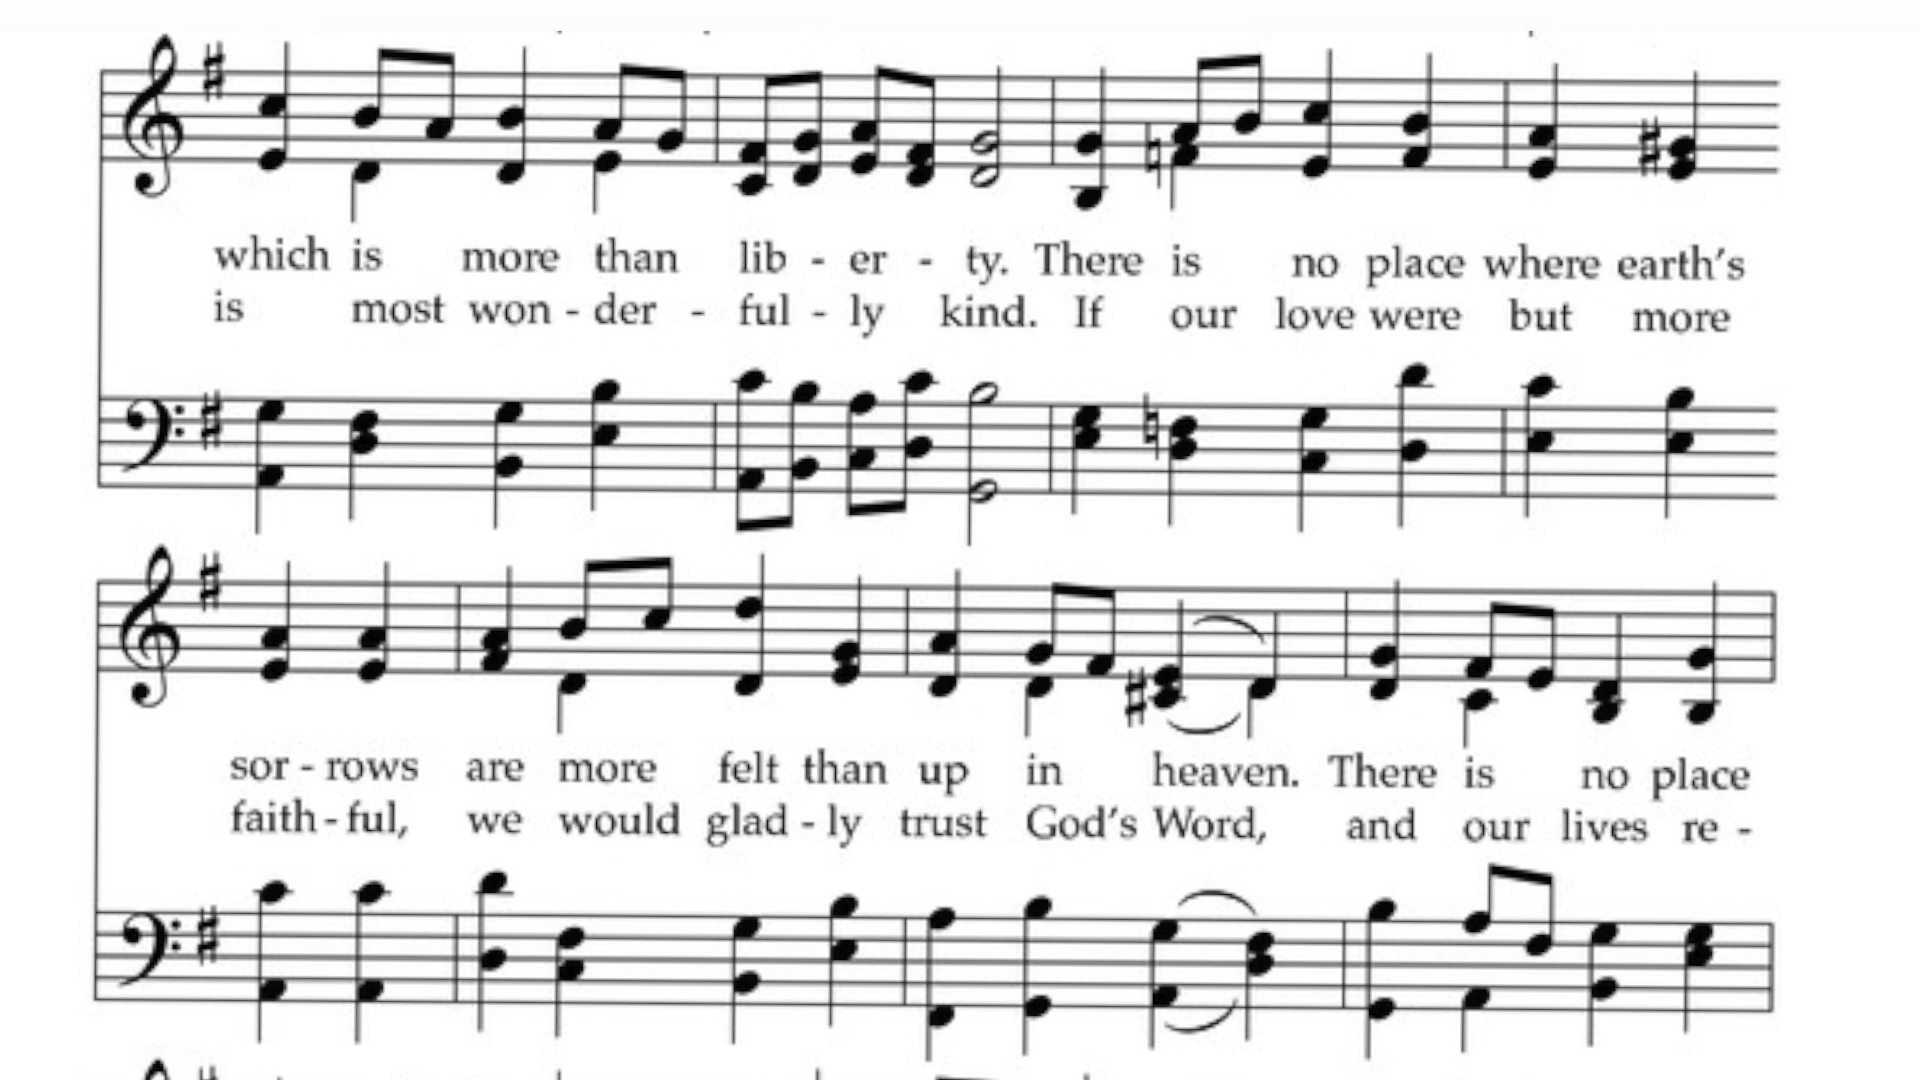 which is more than lib - er - ty. There is no place where earth's
is most won - der - ful - ly kind. If our love were but more
sor - rows are more felt than up in heaven. There is no place
faith - ful, we would glad - ly trust God's Word, and our lives re -